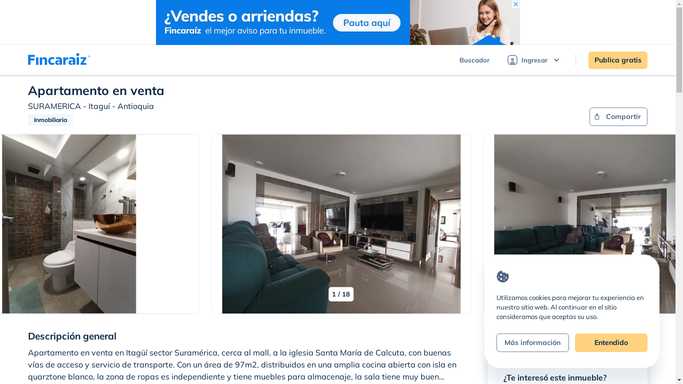 ¿Vendes o arriendas?
Fincaraíz el mejor aviso para tu inmueble.
Pauta aquí
Fincaraíz
Buscador
Ingresar
Publica gratis
Apartamento en venta
SURAMERICA - Itagüí - Antioquia
Inmobiliaria
Compartir
1 / 18
Utilizamos cookies para mejorar tu experiencia en
nuestro sitio web. Al continuar en el sitio
consideramos que aceptas su uso.
Más información
Entendido
Descripción general
Apartamento en venta en Itagüí sector Suramérica, cerca al mall, a la iglesia Santa María de Calcuta, con buenas
vías de acceso y servicio de transporte. Con un área de 97m2, distribuidos en una amplia cocina abierta con isla en
quarztone blanco, la zona de ropas es independiente y tiene muebles para almacenaje, la sala tiene muy buen...
¿Te interesó este inmueble?